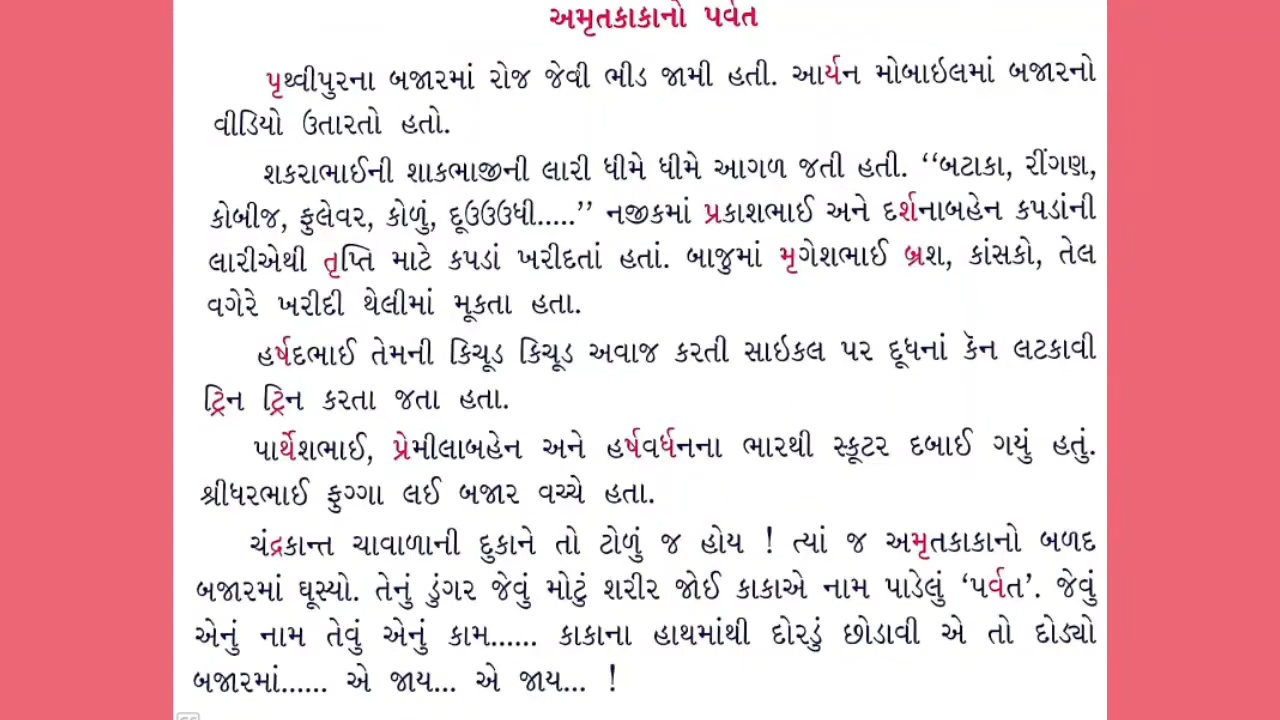 અમૃતકાકાનો પર્વત
પૃથ્વીપુરના બજારમાં રોજ જેવી ભીડ જામી હતી. આર્યન મોબાઇલમાં બજારનો
વીડિયો ઉતારતો હતો.
શકરાભાઈની શાકભાજીની લારી ધીમે ધીમે આગળ જતી હતી. “બટાકા, રીંગણ,
કોબીજ, ફુલેવર, કોળું, દૂઉઉઉધી.....” નજીકમાં પ્રકાશભાઈ અને દર્શનાબહેન કપડાંની
લારીએથી તૃપ્તિ માટે કપડાં ખરીદતાં હતાં. બાજુમાં મૃગેશભાઈ બ્રશ, કાંસકો, તેલ
વગેરે ખરીદી થેલીમાં મૂકતા હતા.
હર્ષદભાઈ તેમની કિચૂડ કિચૂડ અવાજ કરતી સાઇકલ પર દૂધનાં કૅન લટકાવી
ટ્રિન ટ્રિન કરતા જતા હતા.
પાર્થેશભાઈ, પ્રેમીલાબહેન અને હર્ષવર્ધનના ભારથી સ્કૂટર દબાઈ ગયું હતું.
શ્રીધરભાઈ ફુગ્ગા લઈ બજાર વચ્ચે હતા.
ચંદ્રકાન્ત ચાવાળાની દુકાને તો ટોળું જ હોય ! ત્યાં જ અમૃતકાકાનો બળદ
બજારમાં ઘૂસ્યો. તેનું ડુંગર જેવું મોટું શરીર જોઈ કાકાએ નામ પાડેલું ‘પર્વત’. જેવું
એનું નામ તેવું એનું કામ...... કાકાના હાથમાંથી દોરડું છોડાવી એ તો દોડ્યો
બજારમાં...... એ જાય... એ જાય... !